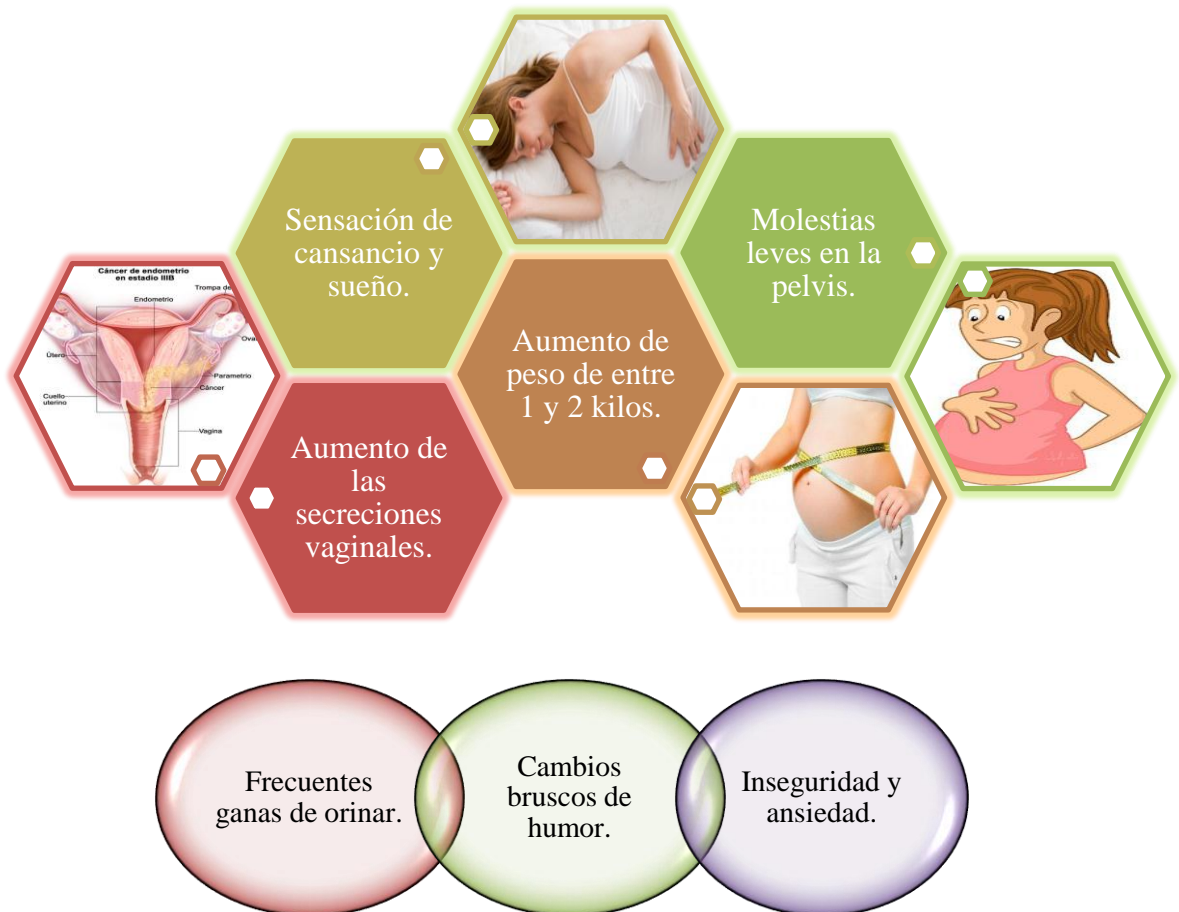 Sensación de
cansancio y
sueño.
Molestias
leves en la
pelvis.
Cáncer de endometrio
en estadio IIIB
Endometrio
Trompa de
Útero
Parametrio
Cáncer
Cuello
uterino
Vagina
Aumento de
peso de entre
1 y 2 kilos.
Aumento de
las
secreciones
vaginales.
Frecuentes
ganas de orinar.
Cambios
bruscos de
humor.
Inseguridad y
ansiedad.